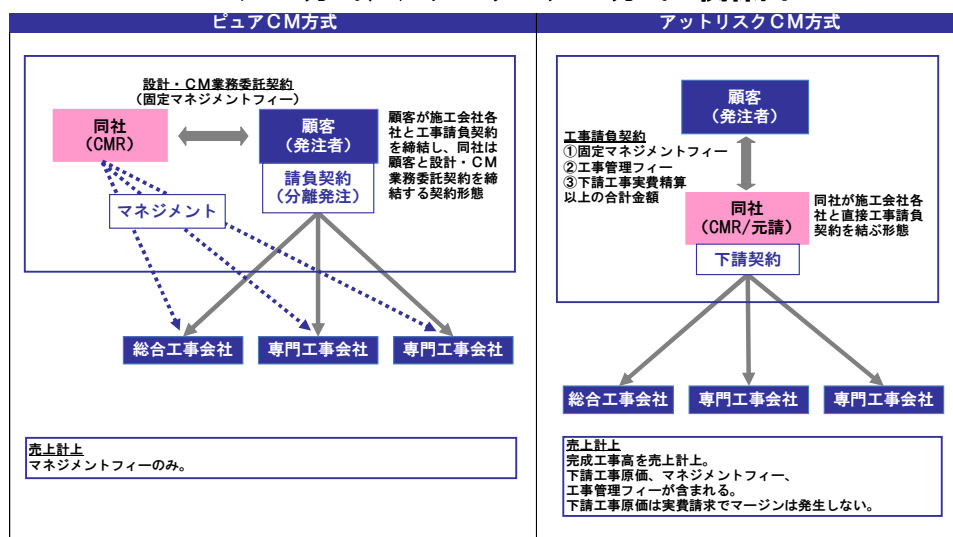 ピュアCM方式
設計・CM業務委託契約
(固定マネジメントフィー)
同社
(CMR)
顧客
(発注者)
請負契約
(分離発注)
顧客が施工会社各
社と工事請負契約
を締結し、同社は
顧客と設計・CM
業務委託契約を締
結する契約形態
マネジメント
総合工事会社
専門工事会社
専門工事会社
売上計上
マネジメントフィーのみ。
アットリスクCM方式
顧客
(発注者)
工事請負契約
①固定マネジメントフィー
②工事管理フィー
③下請工事実費精算
以上の合計金額
同社
(CMR/元請)
下請契約
同社が施工会社各
社と直接工事請負
契約を結ぶ形態
総合工事会社
専門工事会社
専門工事会社
売上計上
完成工事高を売上計上。
下請工事原価、マネジメントフィー、
工事管理フィーが含まれる。
下請工事原価は実費請求でマージンは発生しない。